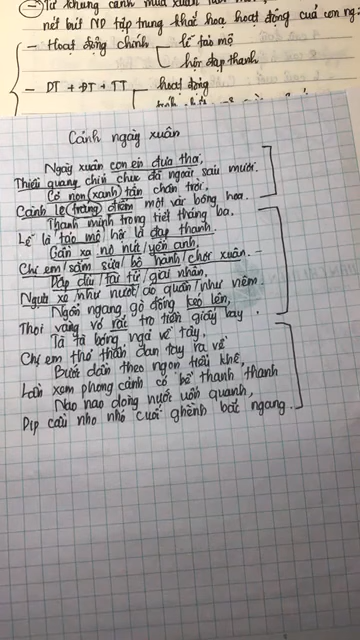 - Từ khung cảnh mùa xuân
nét bút ND tập trung khắc hoạ hoạt động của con ng
- Hoạt động chính lễ tảo mộ
hội đạp thanh
- DT + ĐT + TT hoạt động
Cảnh ngày xuân
Ngày xuân con én đưa thoi,
Thiều quang chín chục đã ngoài sáu mươi.
Cỏ non (xanh) tận chân trời,
Cành lê (trắng) điểm một vài bông hoa.
Thanh minh trong tiết tháng ba,
Lễ là tảo mộ hội là đạp thanh.
Gần xa nô nức / yến anh,
Chị em / sắm sửa / bộ hành / chơi xuân.
Dập dìu / tài tử / giai nhân,
Ngựa xe / như nước / áo quần / như nêm.
Ngổn ngang gò đống kéo lên,
Thoi vàng vó rắc tro tiền giấy bay.
Tà tà bóng ngả về tây,
Chị em thơ thẩn dan tay ra về
Bước dần theo ngọn tiểu khê,
Lần xem phong cảnh có bề thanh thanh
Nao nao dòng nước uốn quanh,
Dịp cầu nho nhỏ cuối ghềnh bắc ngang.